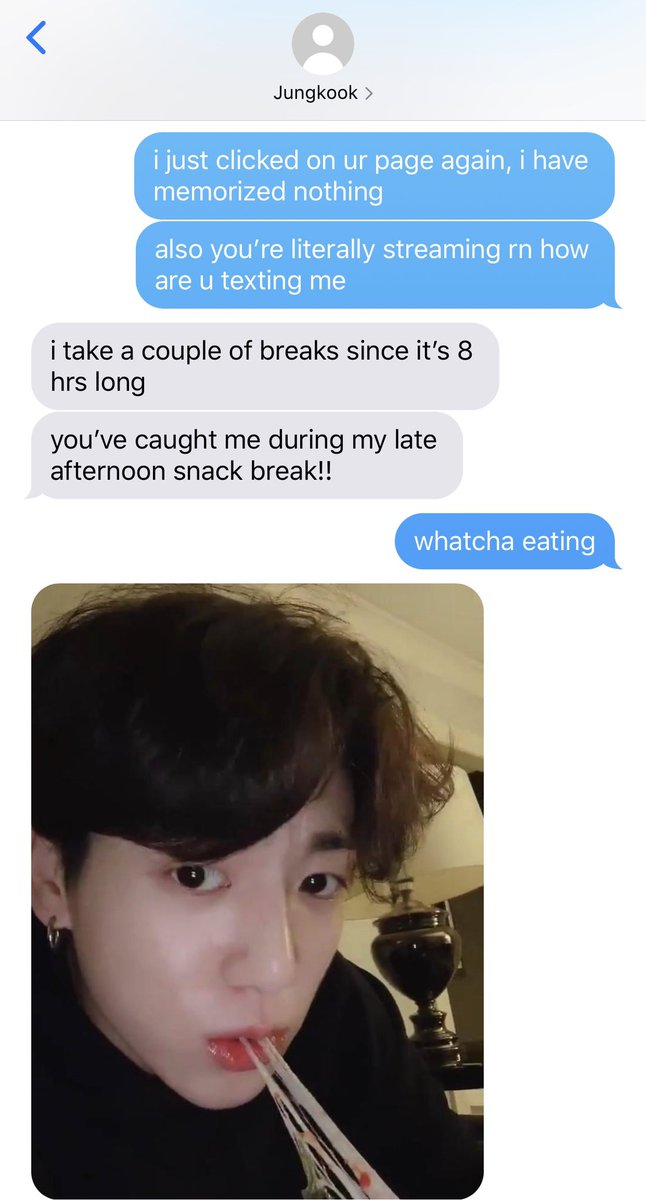 Jungkook
i just clicked on ur page again, i have
memorized nothing
also you’re literally streaming rn how
are u texting me
i take a couple of breaks since it’s 8
hrs long
you’ve caught me during my late
afternoon snack break!!
whatcha eating